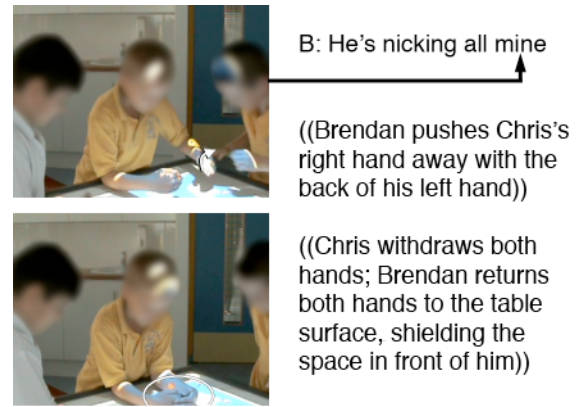 B: He's nicking all mine
((Brendan pushes Chris's
right hand away with the
back of his left hand))
((Chris withdraws both
hands; Brendan returns
both hands to the table
surface, shielding the
space in front of him))